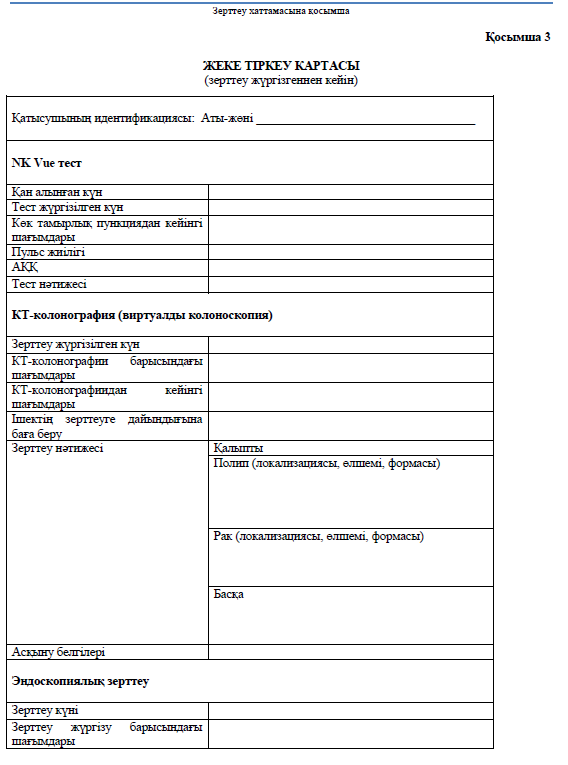 Зерттеу хаттамасына қосымша
Қосымша 3
ЖЕКЕ ТІРКЕУ КАРТАСЫ
(зерттеу жүргізгеннен кейін)
Қатысушының идентификациясы: Аты-жөні ___________________________________
NK Vue тест
Қан алынған күн
Тест жүргізілген күн
Көк тамырлық пункциядан кейінгі
шағымдары
Пульс жиілігі
АҚҚ
Тест нәтижесі
КТ-колонография (виртуалды колоноскопия)
Зерттеу жүргізілген күн
КТ-колонографии барысындағы
шағымдары
КТ-колонографиидан кейінгі
шағымдары
Ішектің зерттеуге дайындығына
баға беру
Зерттеу нәтижесі
Қалыпты
Полип (локализациясы, өлшемі, формасы)
Рак (локализациясы, өлшемі, формасы)
Басқа
Асқыну белгілері
Эндоскопиялық зерттеу
Зерттеу күні
Зерттеу жүргізу барысындағы
шағымдары